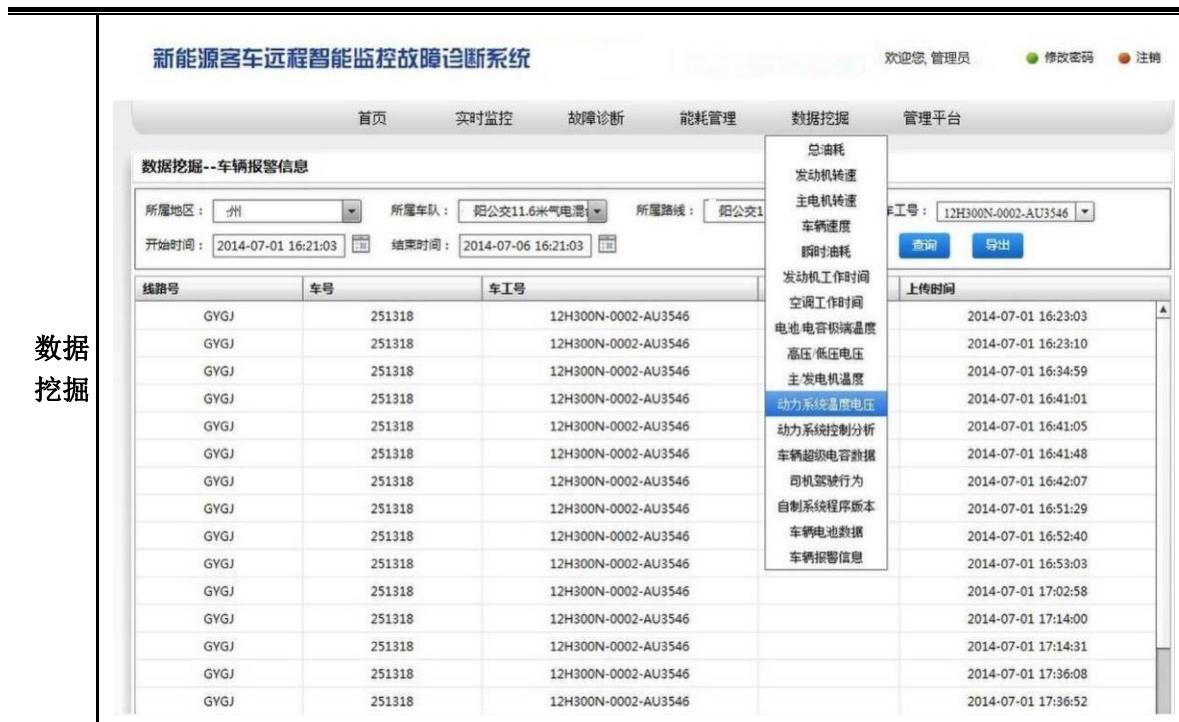 数据
挖掘
新能源客车远程智能监控故障诊断系统
欢迎您, 管理员 修改密码 注销
首页 实时监控 故障诊断 能耗管理 数据挖掘 管理平台
总油耗
发动机转速
主电机转速
车辆速度
瞬时油耗
发动机工作时间
空调工作时间
电池/电容极端温度
高压/低压电压
主/发电机温度
动力系统温度电压
动力系统控制分析
车辆超级电容数据
司机驾驶行为
自制系统程序版本
车辆电池数据
车辆报警信息
数据挖掘--车辆报警信息
所属地区： 州 所属车队： 阳公交11.6米气电混 所属路线： 阳公交1 工号： 12H300N-0002-AU3546
开始时间： 2014-07-01 16:21:03 结束时间： 2014-07-06 16:21:03 查询 导出
线路号 车号 车工号 上传时间
GYGJ 251318 12H300N-0002-AU3546 2014-07-01 16:23:03
GYGJ 251318 12H300N-0002-AU3546 2014-07-01 16:23:10
GYGJ 251318 12H300N-0002-AU3546 2014-07-01 16:34:59
GYGJ 251318 12H300N-0002-AU3546 2014-07-01 16:41:01
GYGJ 251318 12H300N-0002-AU3546 2014-07-01 16:41:05
GYGJ 251318 12H300N-0002-AU3546 2014-07-01 16:41:48
GYGJ 251318 12H300N-0002-AU3546 2014-07-01 16:42:07
GYGJ 251318 12H300N-0002-AU3546 2014-07-01 16:51:29
GYGJ 251318 12H300N-0002-AU3546 2014-07-01 16:52:40
GYGJ 251318 12H300N-0002-AU3546 2014-07-01 16:53:03
GYGJ 251318 12H300N-0002-AU3546 2014-07-01 17:02:58
GYGJ 251318 12H300N-0002-AU3546 2014-07-01 17:14:00
GYGJ 251318 12H300N-0002-AU3546 2014-07-01 17:14:31
GYGJ 251318 12H300N-0002-AU3546 2014-07-01 17:36:08
GYGJ 251318 12H300N-0002-AU3546 2014-07-01 17:36:52